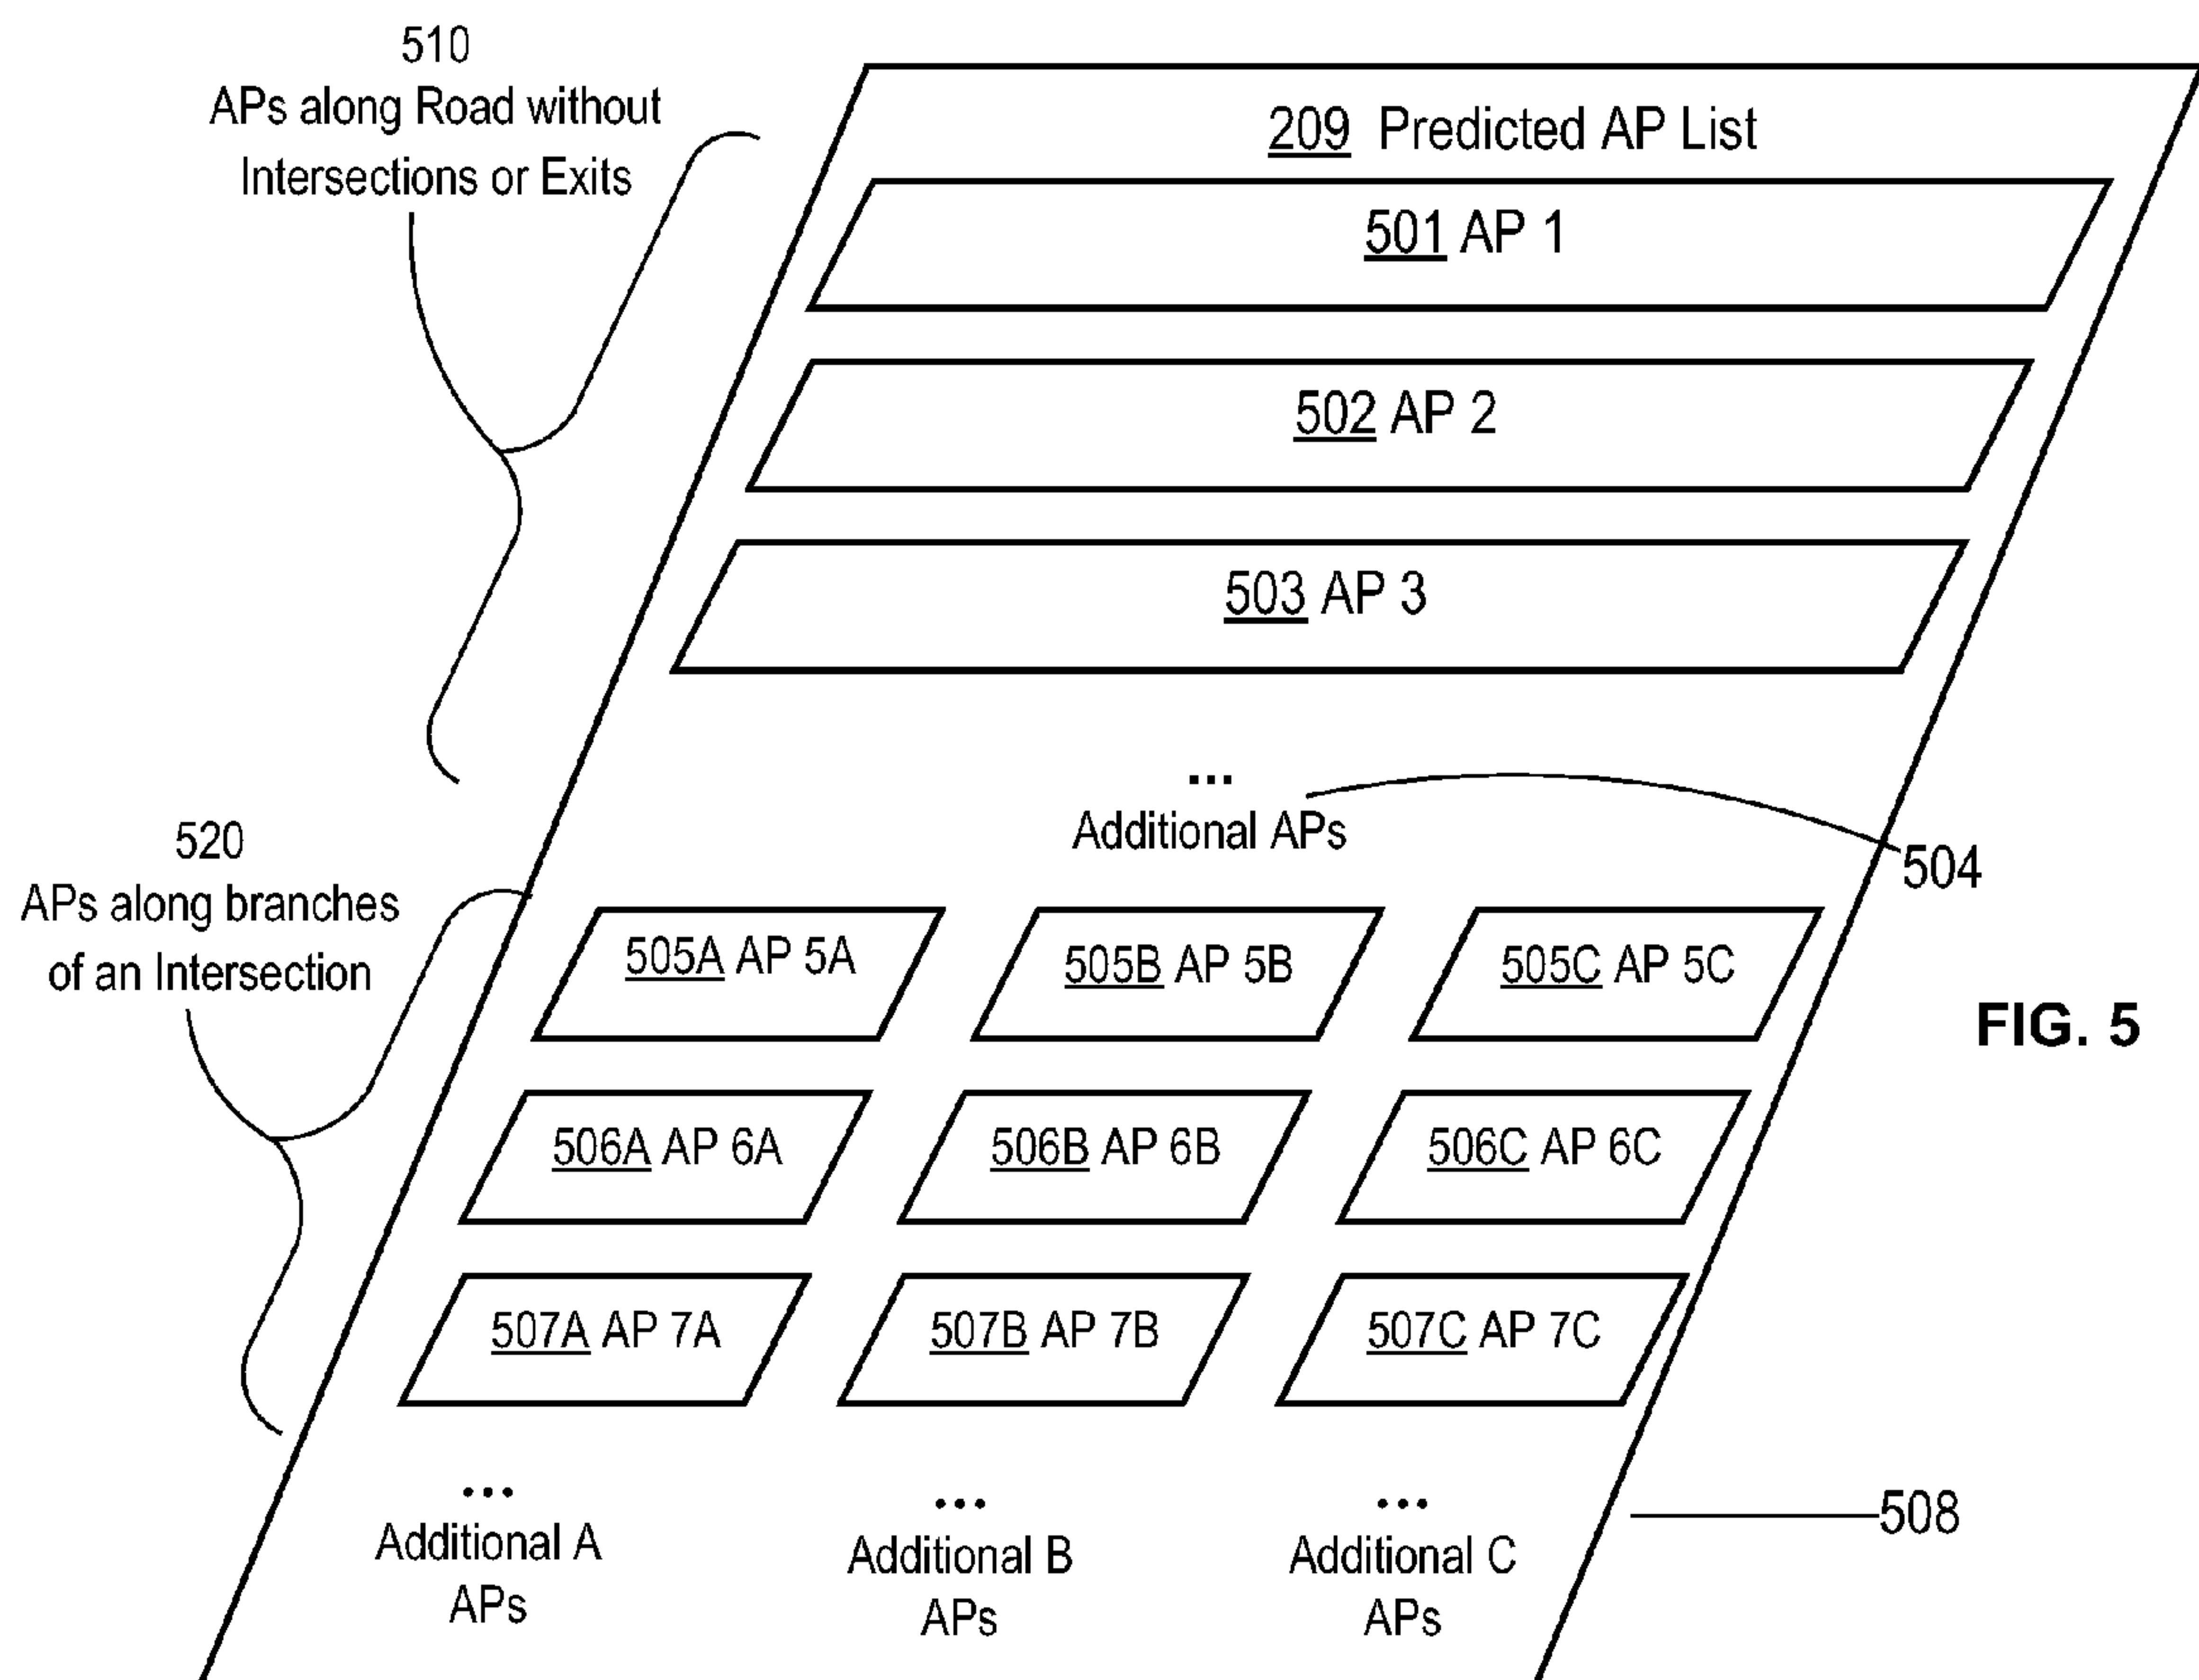 510
APs along Road without
Intersections or Exits
209 Predicted AP List
501 AP 1
502 AP 2
503 AP 3
...
Additional APs
504
520
APs along branches
of an Intersection
505A AP 5A
505B AP 5B
505C AP 5C
FIG. 5
506A AP 6A
506B AP 6B
506C AP 6C
507A AP 7A
507B AP 7B
507C AP 7C
...
Additional A
APs
...
Additional B
APs
...
Additional C
APs
508